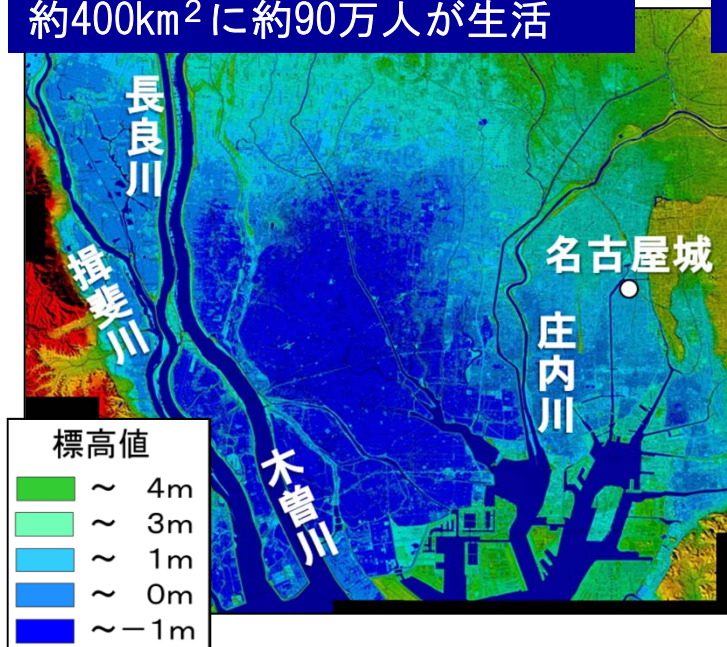 約400km²に約90万人が生活
長良川
揖斐川
名古屋城
庄内川
木曽川
標高値
～ 4m
～ 3m
～ 1m
～ 0m
～－1m